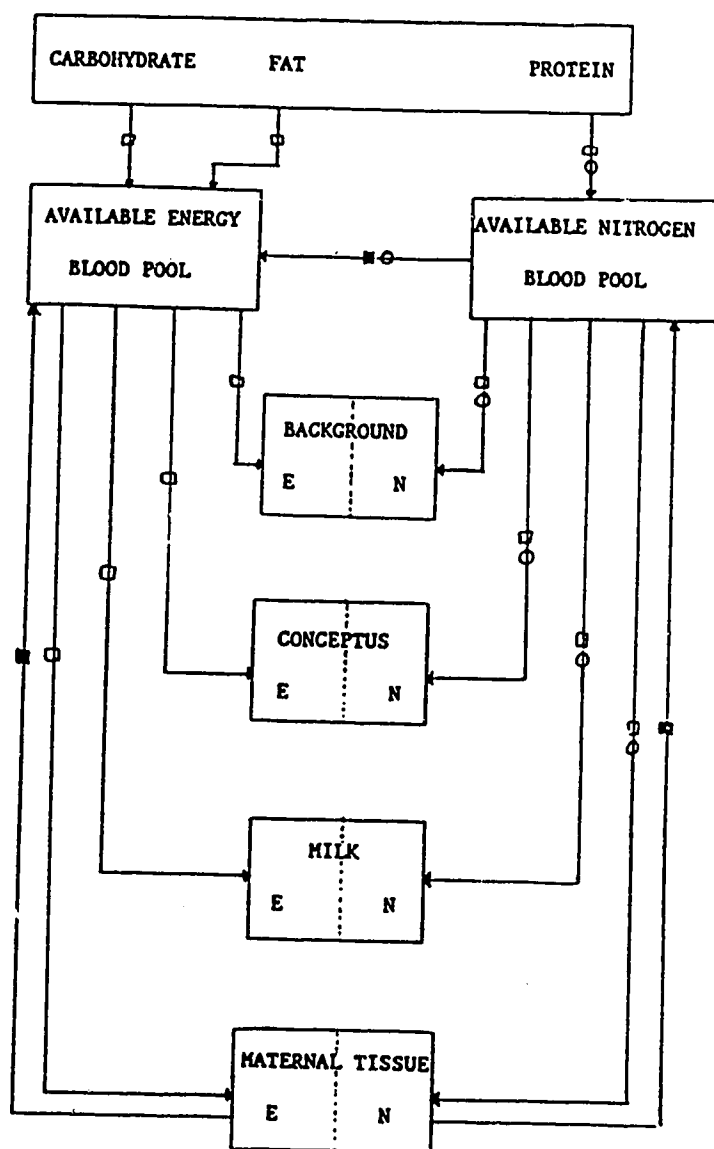 CARBOHYDRATE FAT PROTEIN
AVAILABLE ENERGY
BLOOD POOL
AVAILABLE NITROGEN
BLOOD POOL
BACKGROUND
E N
CONCEPTUS
E N
MILK
E N
MATERNAL TISSUE
E N